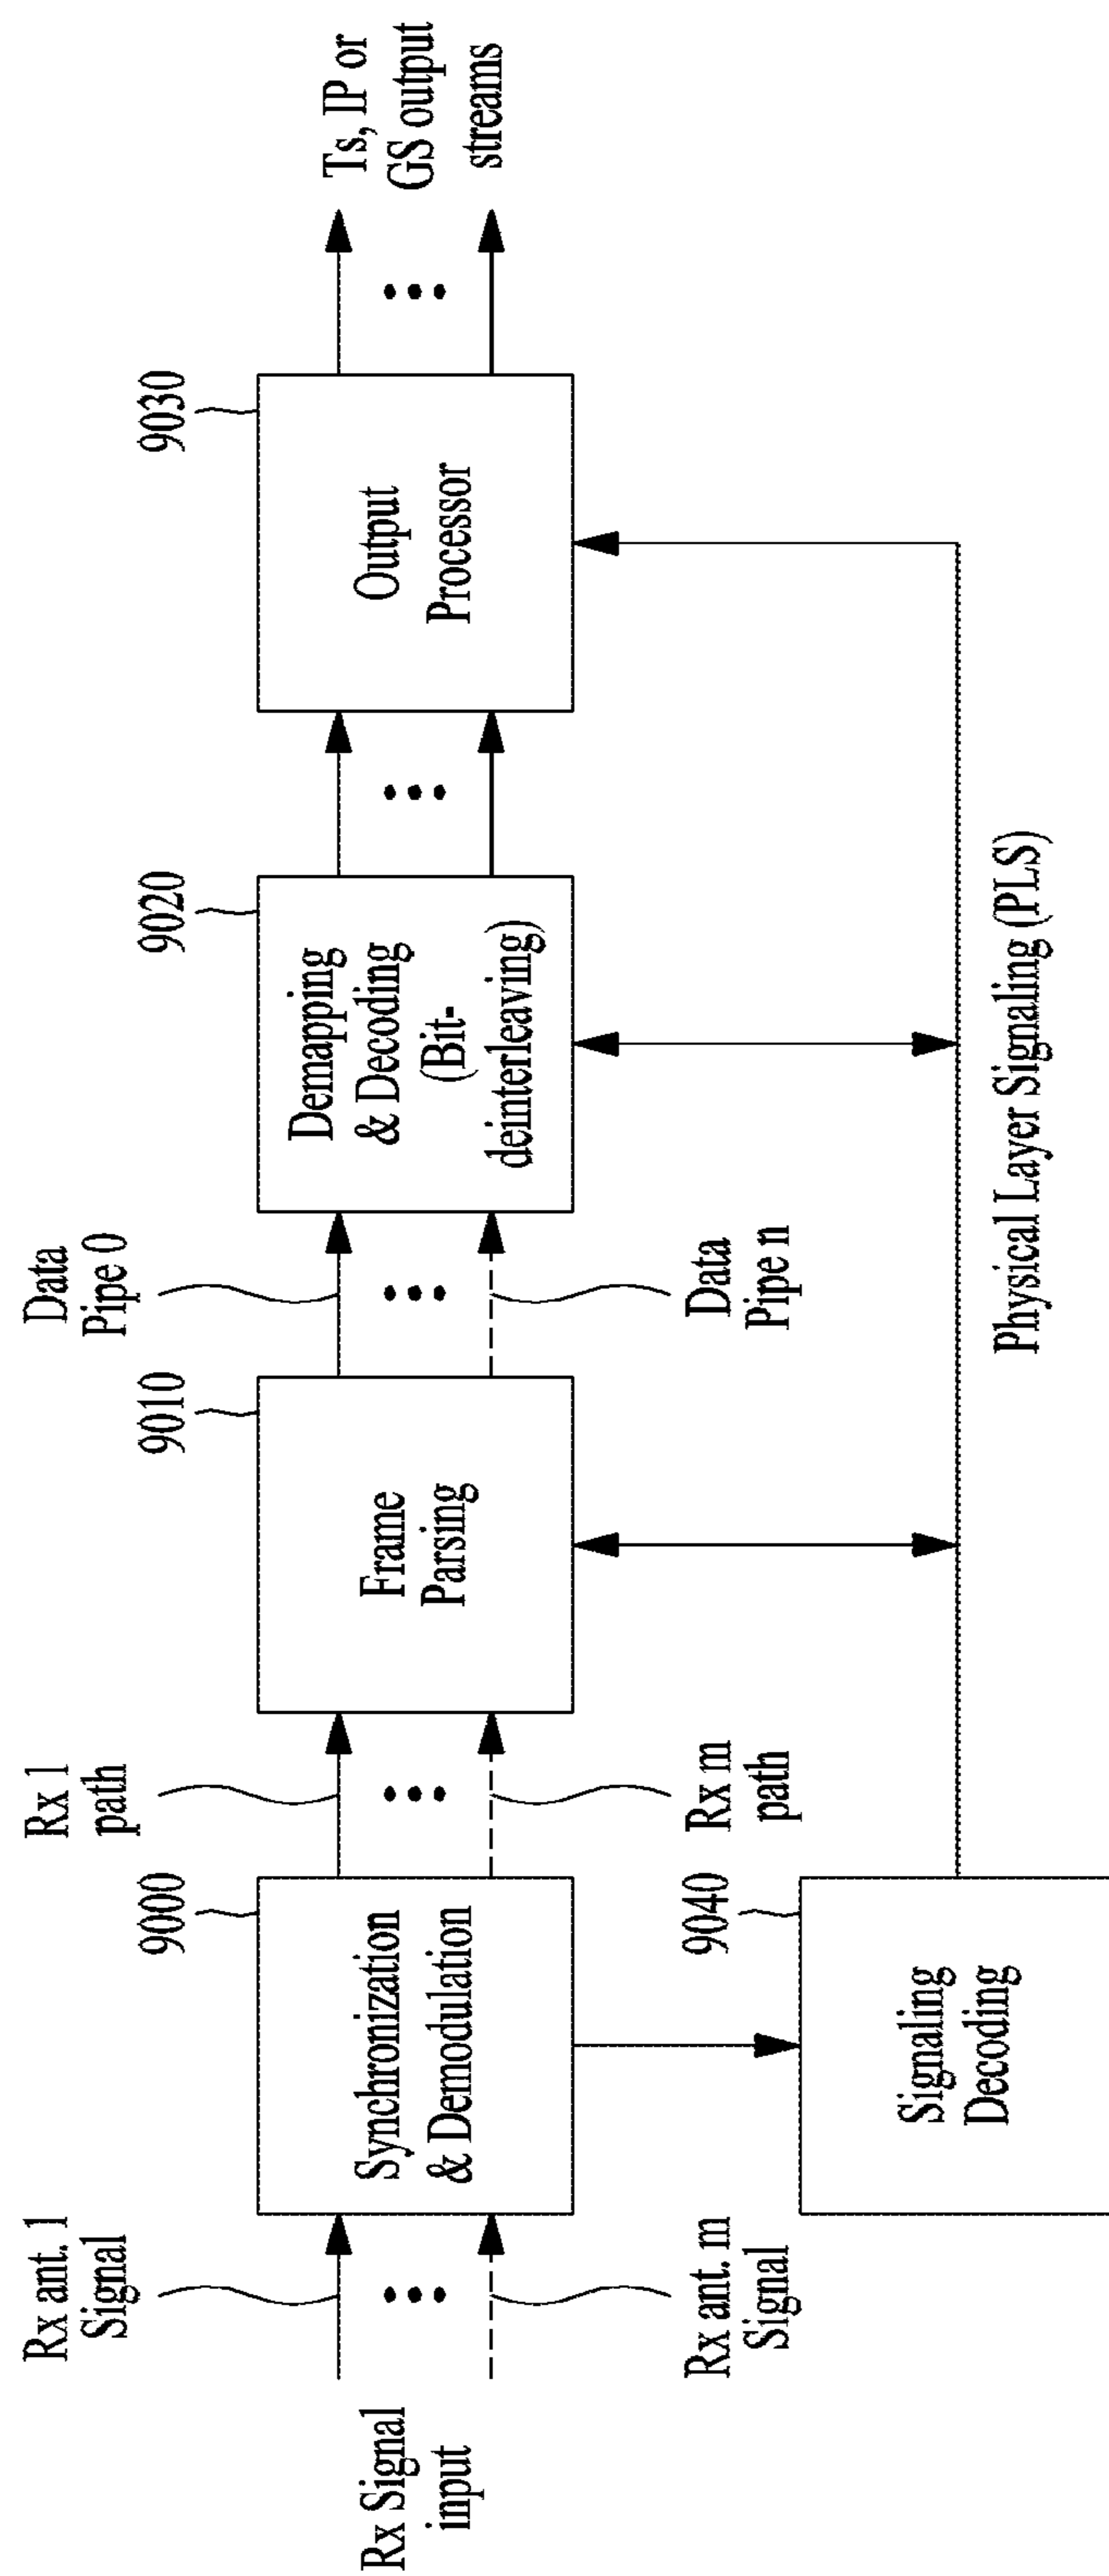 Rx Signal
input
Rx ant. 1
Signal
Rx ant. m
Signal
9000
Synchronization
& Demodulation
Rx 1
path
Rx m
path
9010
Frame
Parsing
Data
Pipe 0
Data
Pipe n
9020
Demapping
& Decoding
(Bit-
deinterleaving)
9030
Output
Processor
Ts, IP or
GS output
streams
9040
Signaling
Decoding
Physical Layer Signaling (PLS)